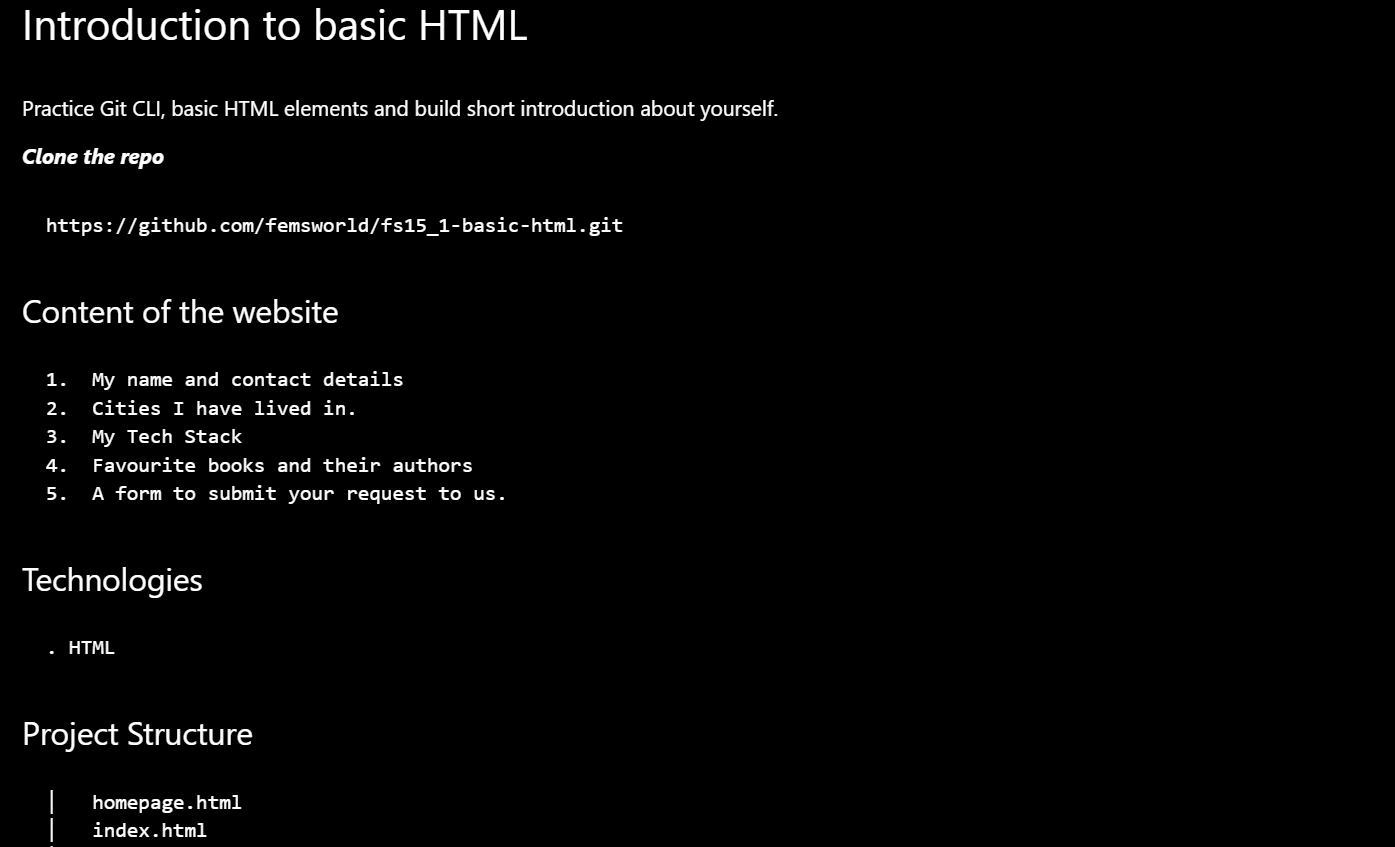 Introduction to basic HTML
Practice Git CLI, basic HTML elements and build short introduction about yourself.
Clone the repo
https://github.com/femsworld/fs15_1-basic-html.git
Content of the website
1. My name and contact details
2. Cities I have lived in.
3. My Tech Stack
4. Favourite books and their authors
5. A form to submit your request to us.
Technologies
. HTML
Project Structure
│ homepage.html
│ index.html